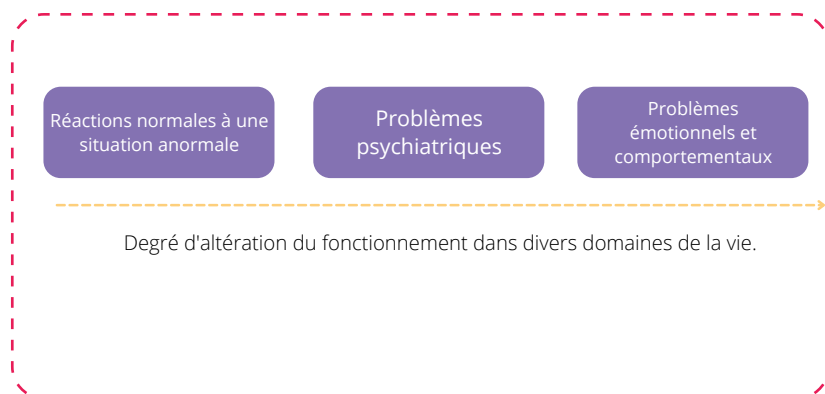 Réactions normales à une
situation anormale
Problèmes
psychiatriques
Problèmes
émotionnels et
comportementaux
Degré d'altération du fonctionnement dans divers domaines de la vie.